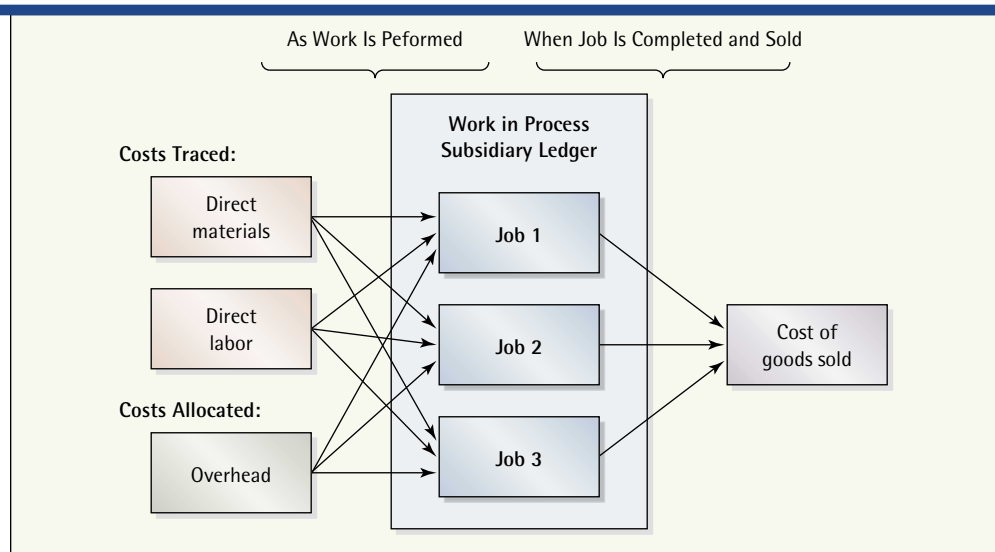 As Work Is Peformed
When Job Is Completed and Sold
Work in Process
Subsidiary Ledger
Costs Traced:
Direct
materials
Job 1
Direct
labor
Job 2
Cost of
goods sold
Costs Allocated:
Overhead
Job 3